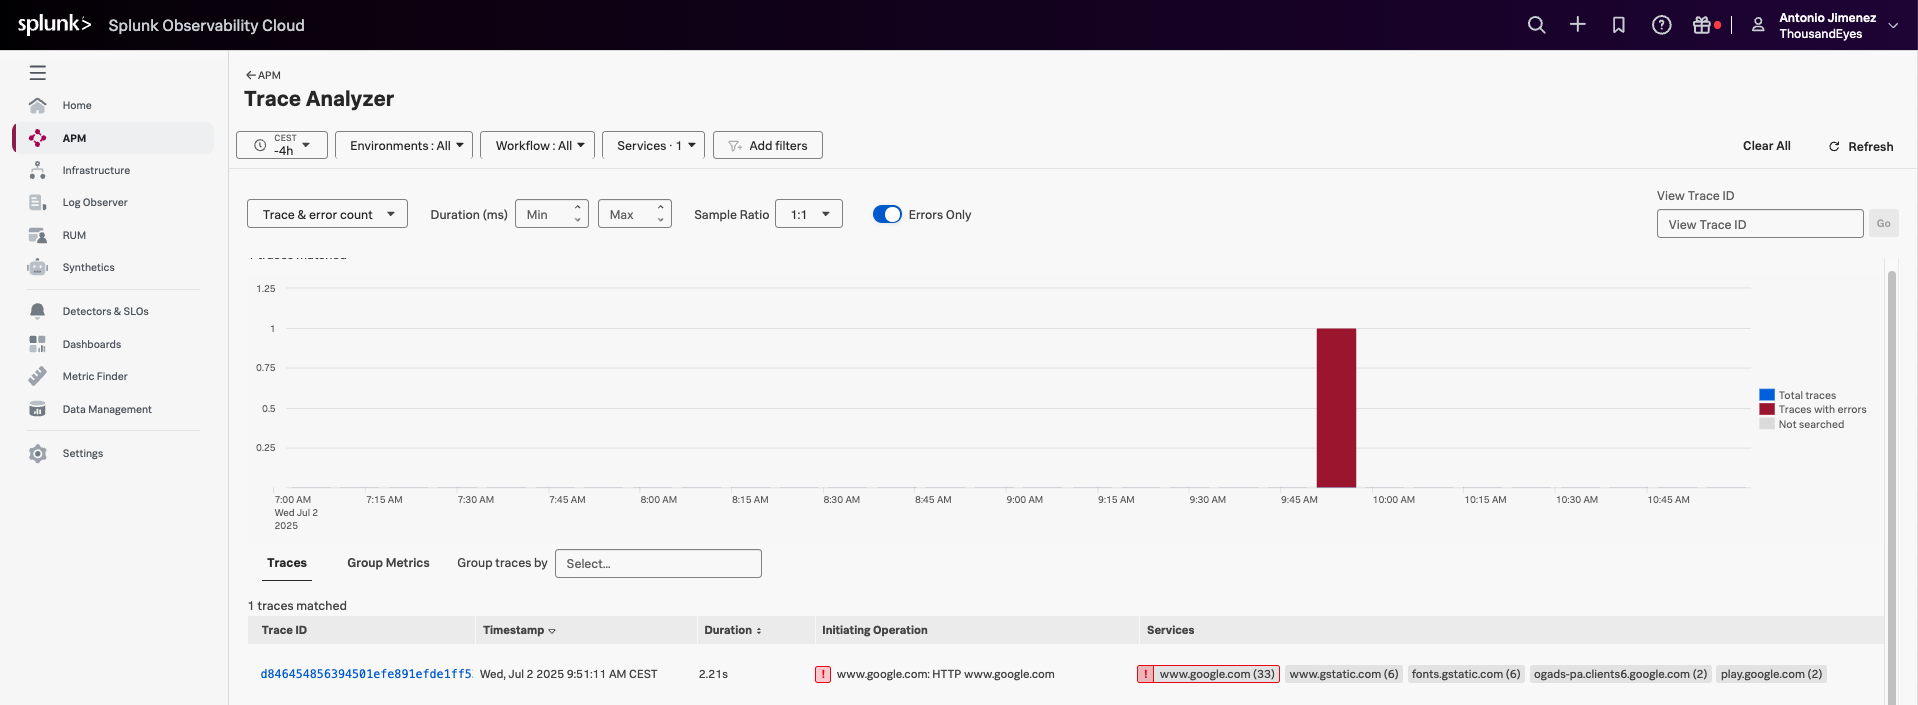 splunk> Splunk Observability Cloud
Antonio Jimenez
ThousandEyes
Home
APM
Infrastructure
Log Observer
RUM
Synthetics
Detectors & SLOs
Dashboards
Metric Finder
Data Management
Settings
APM
Trace Analyzer
CEST
-4h
Environments : All
Workflow : All
Services · 1
Add filters
Clear All
Refresh
Trace & error count
Duration (ms)
Min
Max
Sample Ratio
1:1
Errors Only
View Trace ID
View Trace ID
Go
1 traces matched
1.25
1
0.75
0.5
0.25
7:00 AM 7:15 AM 7:30 AM 7:45 AM 8:00 AM 8:15 AM 8:30 AM 8:45 AM 9:00 AM 9:15 AM 9:30 AM 9:45 AM 10:00 AM 10:15 AM 10:30 AM 10:45 AM
Wed Jul 2
2025
Total traces
Traces with errors
Not searched
Traces
Group Metrics
Group traces by
Select...
1 traces matched
Trace ID Timestamp Duration Initiating Operation Services
d846454856394501efe891efde1ff5 Wed, Jul 2 2025 9:51:11 AM CEST 2.21s ! www.google.com: HTTP www.google.com ! www.google.com (33) www.gstatic.com (6) fonts.gstatic.com (6) ogads-pa.clients6.google.com (2) play.google.com (2)